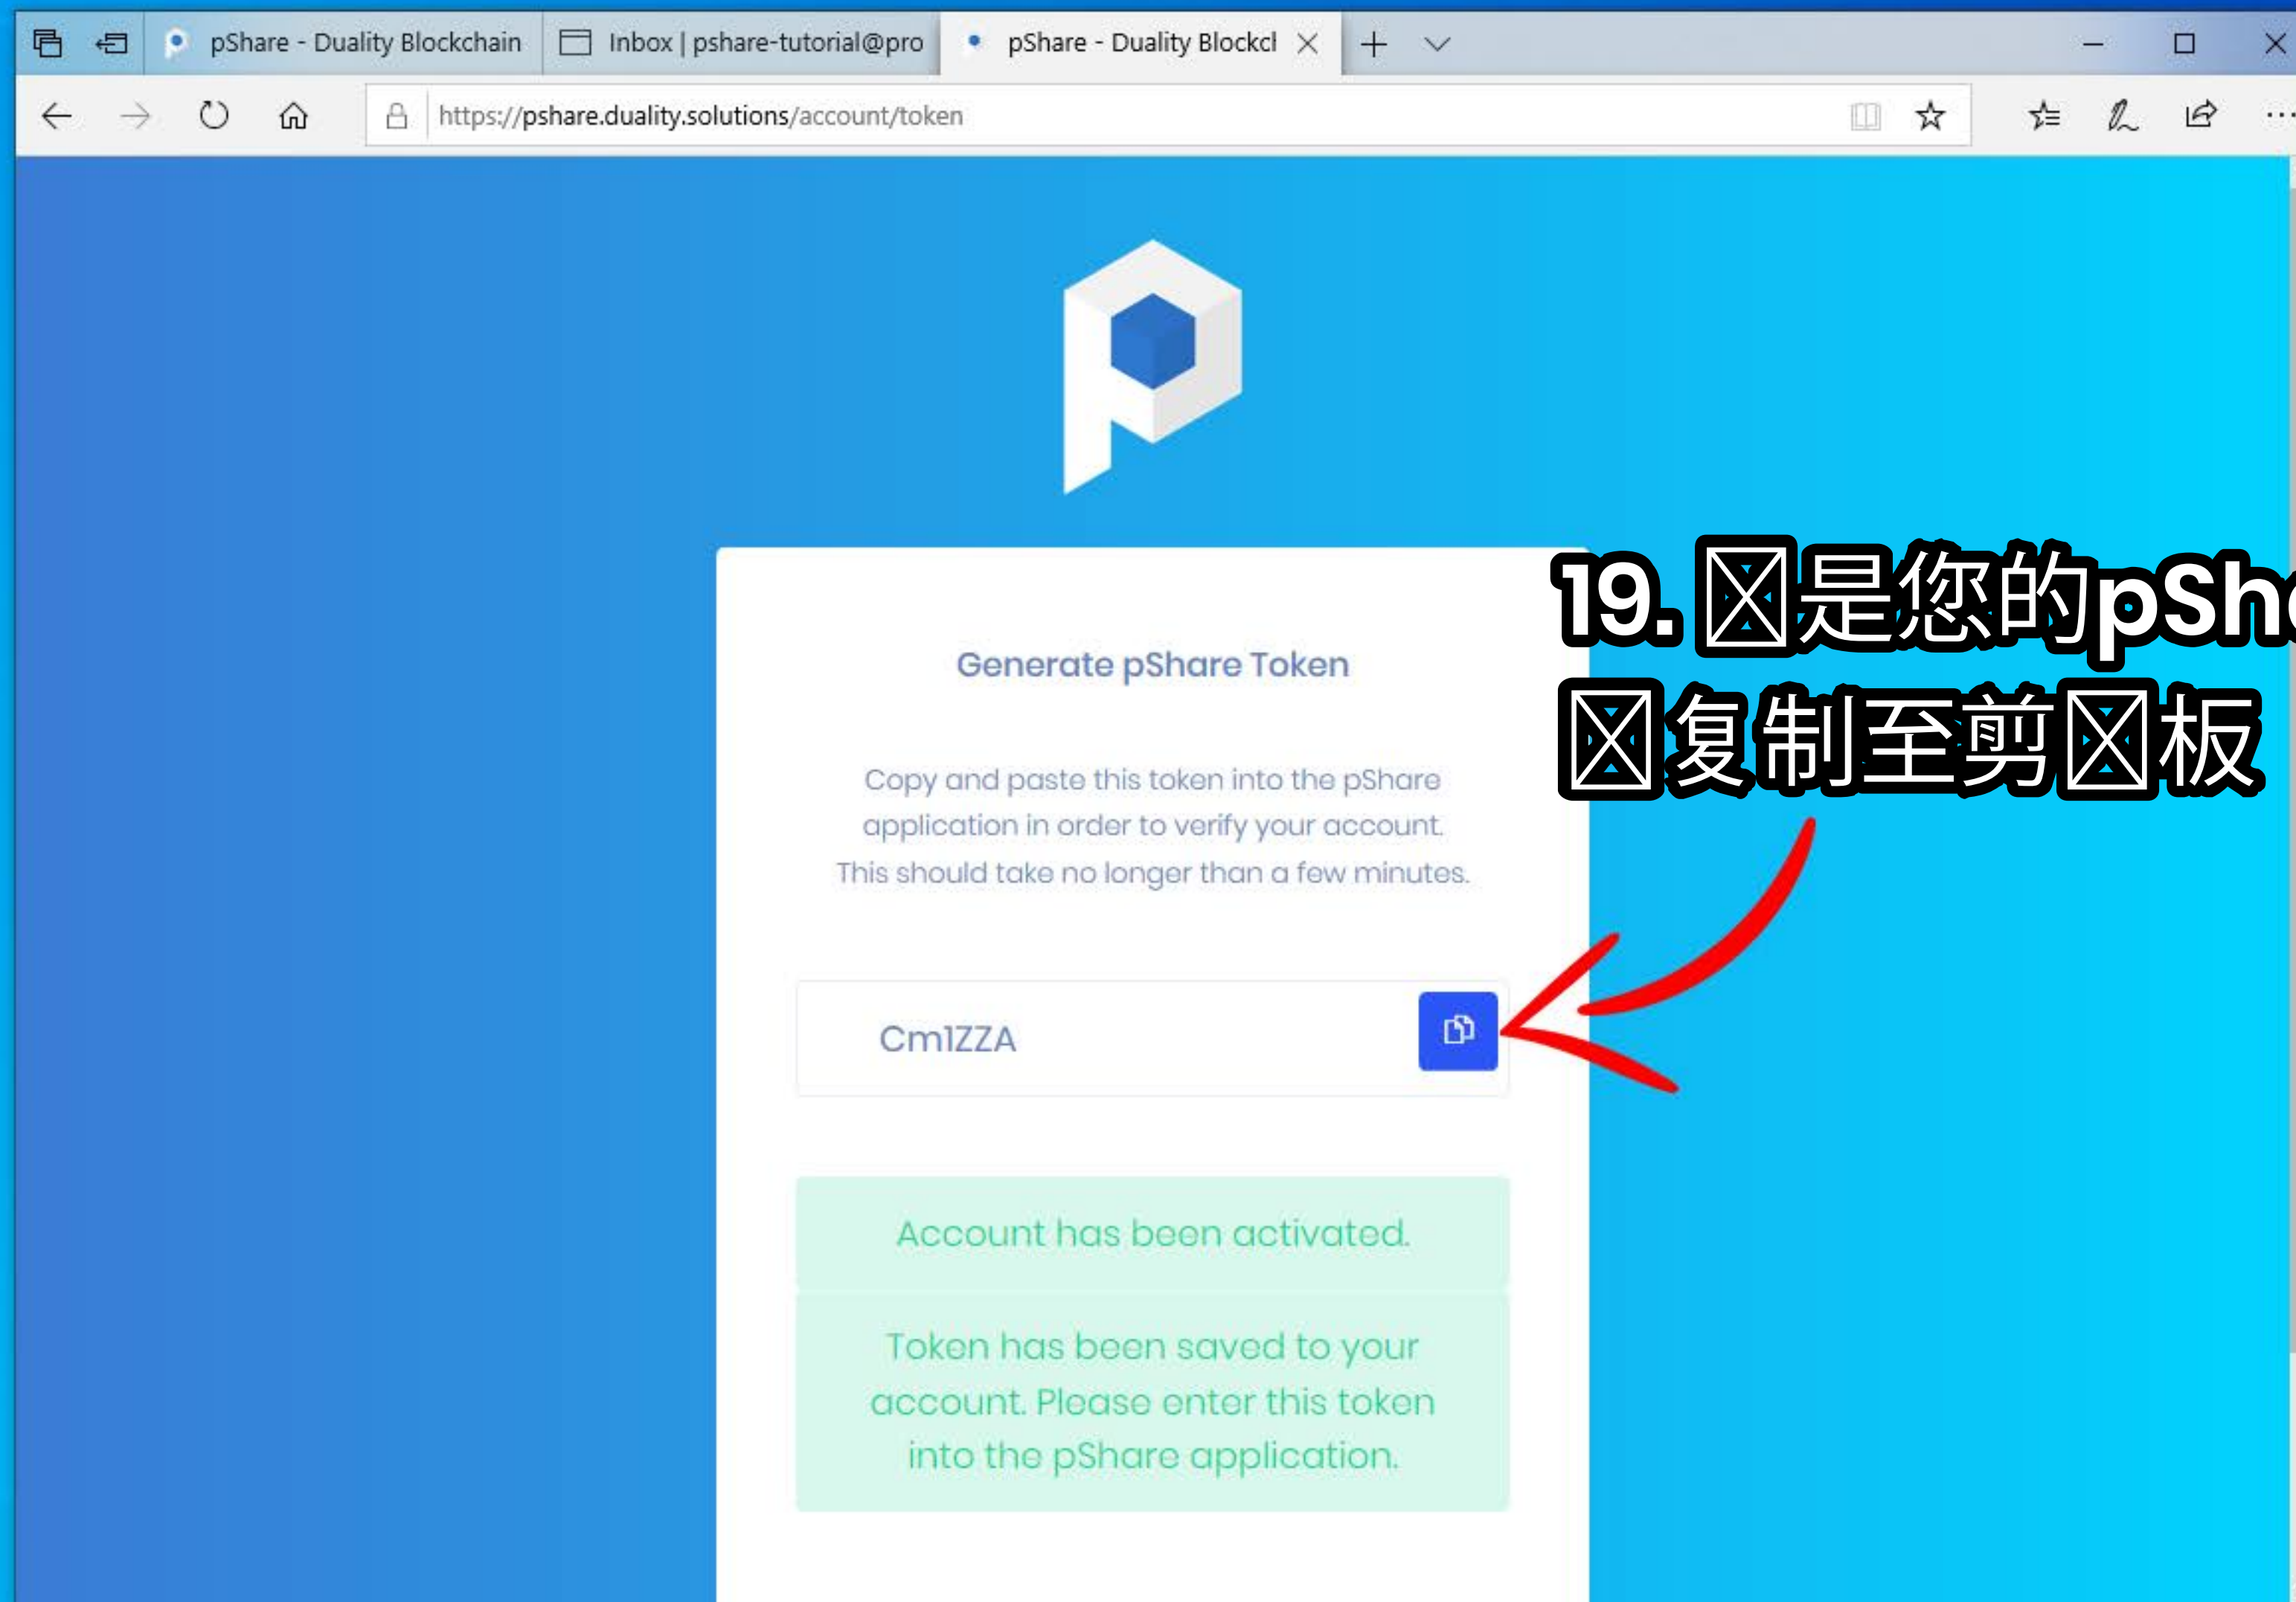 pShare - Duality Blockchain
Inbox | pshare-tutorial@pro
pShare - Duality Blockcl
https://pshare.duality.solutions/account/token
19. 是您的pSh
复制至剪 板
Generate pShare Token
Copy and paste this token into the pShare
application in order to verify your account.
This should take no longer than a few minutes.
Cm1ZZA
Account has been activated.
Token has been saved to your
account. Please enter this token
into the pShare application.